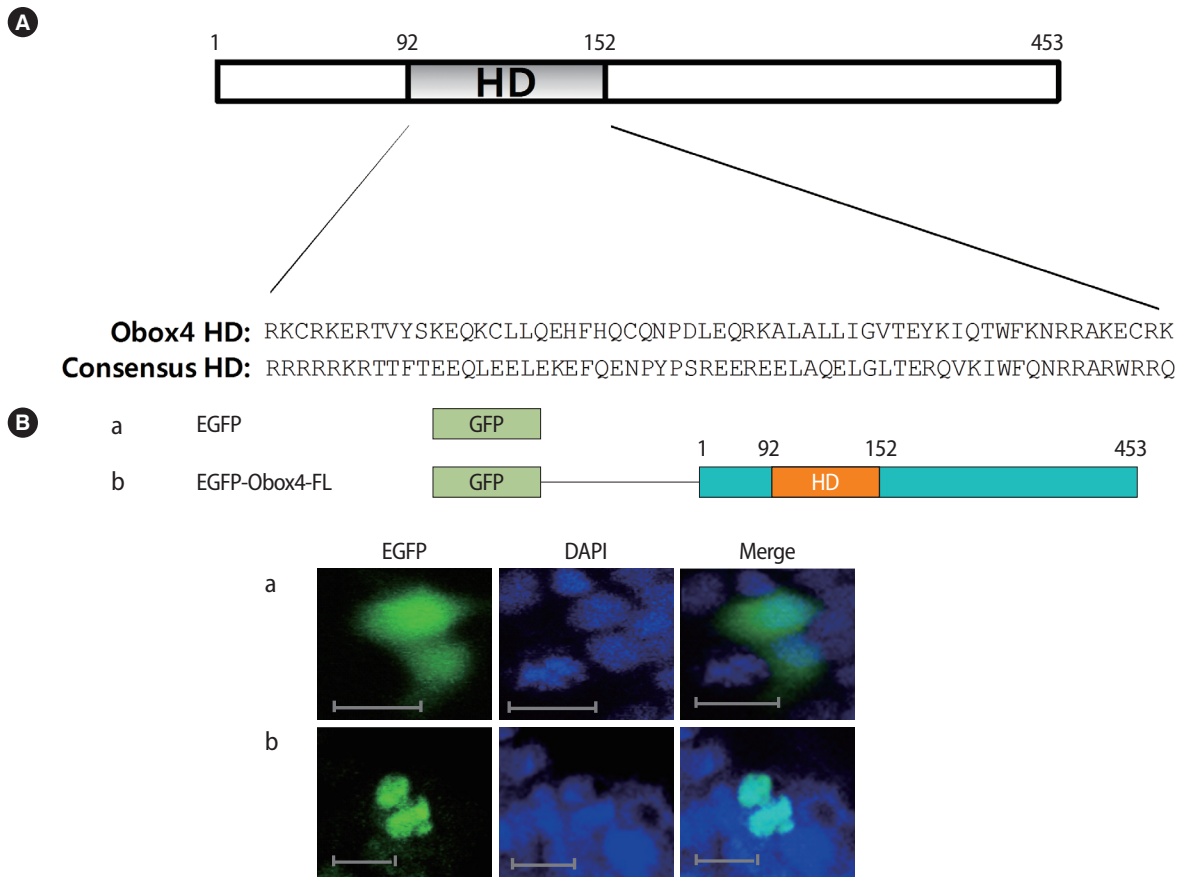 A
1 92 152 453
HD
Obox4 HD: RKCRKERTVYSKEQKCLLQEHFHQCQNPDLEQRKALALLIGVTEYKIQTWFKNRRAKECRK
Consensus HD: RRRRRKRTTFTEEQLEELEKEFQENPYPSREEREELAQELGLTERQVKIWFQNRRARWRRQ
B
a EGFP GFP
1 92 152 453
b EGFP-Obox4-FL GFP HD
EGFP DAPI Merge
a
b